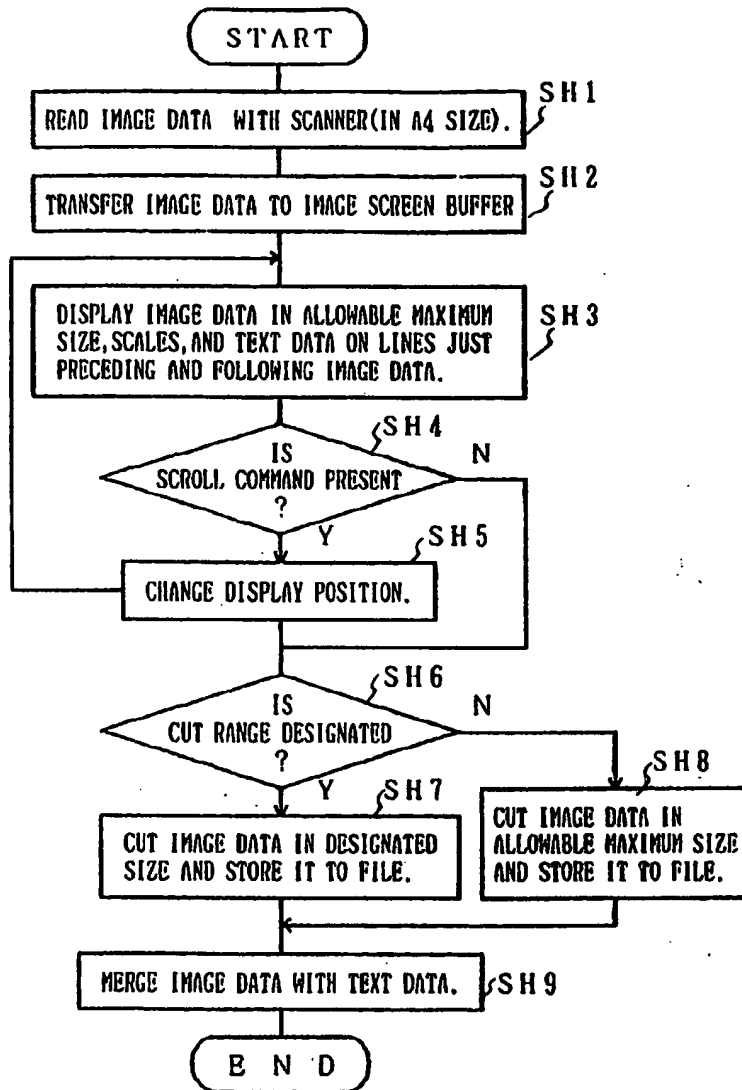 START
SH1
READ IMAGE DATA WITH SCANNER(IN A4 SIZE).
SH2
TRANSFER IMAGE DATA TO IMAGE SCREEN BUFFER
DISPLAY IMAGE DATA IN ALLOWABLE MAXIMUM
SIZE, SCALES, AND TEXT DATA ON LINES JUST
PRECEDING AND FOLLOWING IMAGE DATA.
SH3
SH4
IS
SCROLL COMMAND PRESENT
?
N
Y
SH5
CHANGE DISPLAY POSITION.
SH6
IS
CUT RANGE DESIGNATED
?
N
Y
SH7
CUT IMAGE DATA IN DESIGNATED
SIZE AND STORE IT TO FILE.
SH8
CUT IMAGE DATA IN
ALLOWABLE MAXIMUM SIZE
AND STORE IT TO FILE.
MERGE IMAGE DATA WITH TEXT DATA.
SH9
END